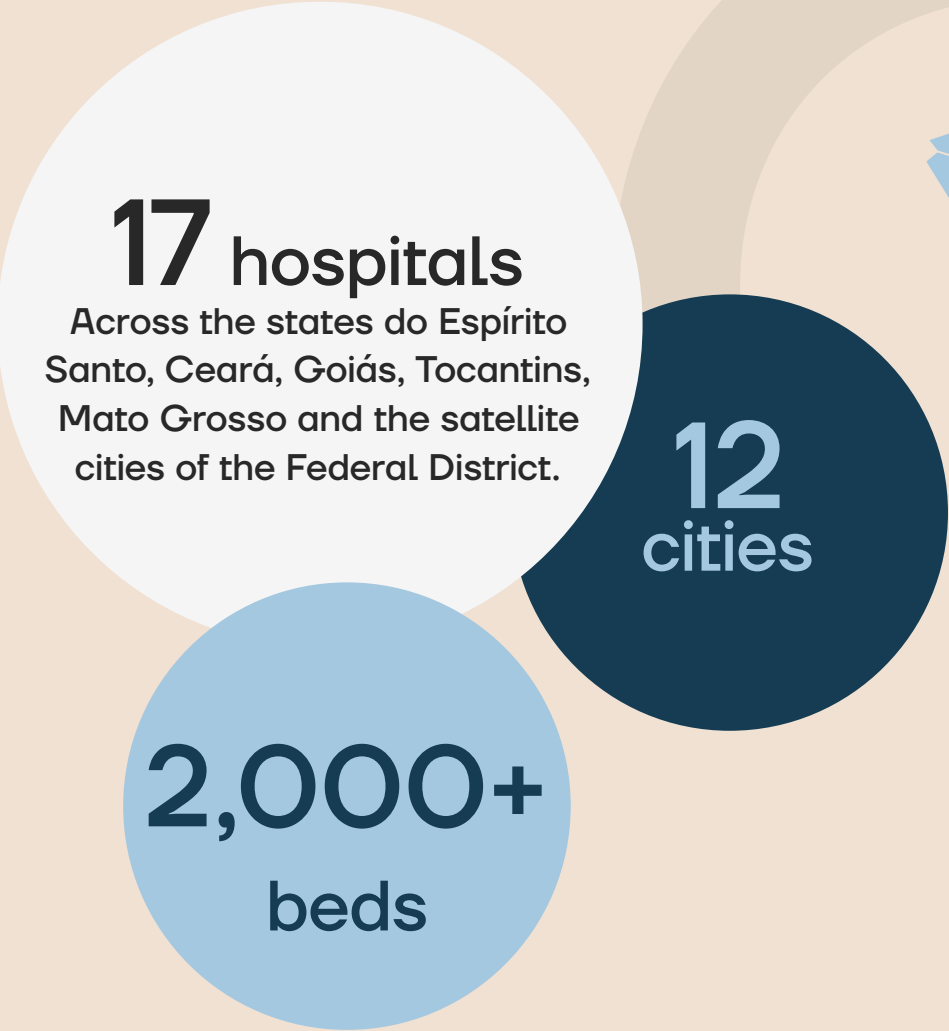 17 hospitals
Across the states do Espírito
Santo, Ceará, Goiás, Tocantins,
Mato Grosso and the satellite
cities of the Federal District.
12
cities
2,000+
beds